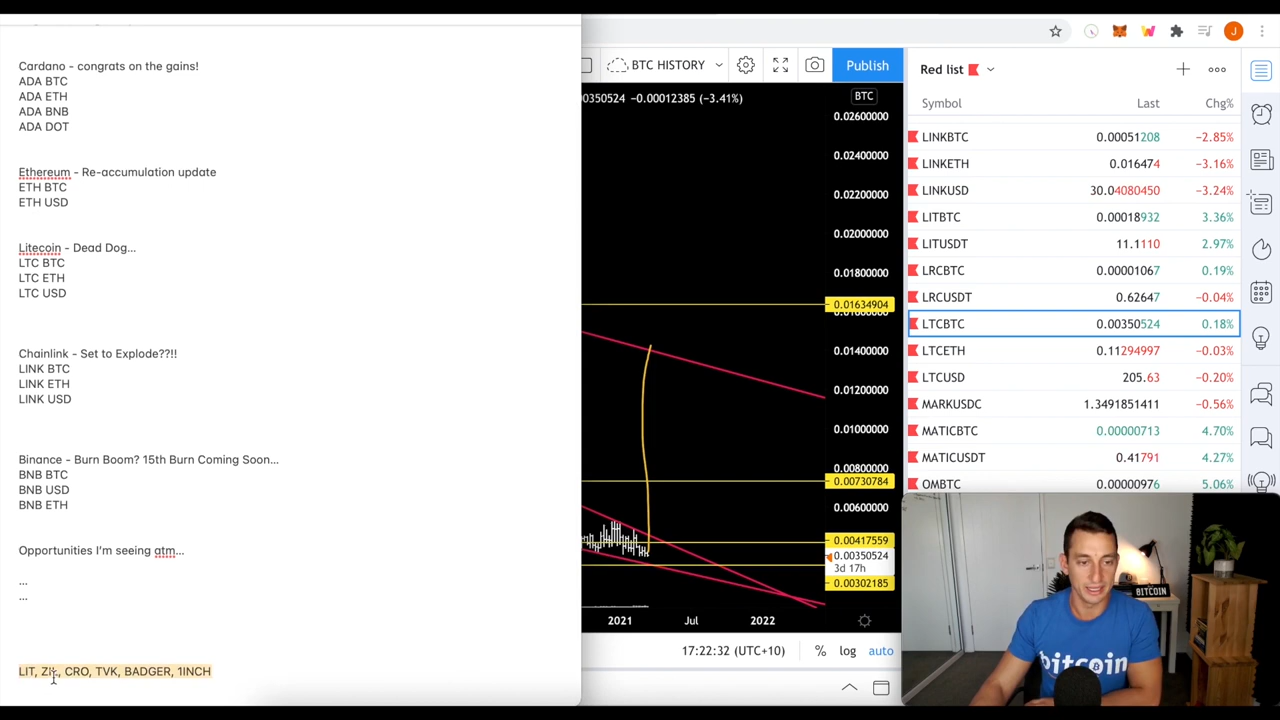 Cardano - congrats on the gains!
ADA BTC
ADA ETH
ADA BNB
ADA DOT
Ethereum - Re-accumulation update
ETH BTC
ETH USD
Litecoin - Dead Dog...
LTC BTC
LTC ETH
LTC USD
Chainlink - Set to Explode??!!
LINK BTC
LINK ETH
LINK USD
Binance - Burn Boom? 15th Burn Coming Soon...
BNB BTC
BNB USD
BNB ETH
Opportunities I'm seeing atm...
...
...
LIT, ZIL, CRO, TVK, BADGER, 1INCH
BTC HISTORY
Publish
00350524 −0.00012385 (−3.41%)
BTC
0.02600000
0.02400000
0.02200000
0.02000000
0.01800000
0.01634904
0.01400000
0.01200000
0.01000000
0.00800000
0.00730784
0.00600000
0.00417559
0.00350524
3d 17h
0.00302185
2021 Jul 2022
17:22:32 (UTC+10) % log auto
J
Red list
Symbol Last Chg%
LINKBTC 0.00051208 −2.85%
LINKETH 0.016474 −3.16%
LINKUSD 30.04080450 −3.24%
LITBTC 0.00018932 3.36%
LITUSDT 11.1110 2.97%
LRCBTC 0.00001067 0.19%
LRCUSDT 0.62647 −0.04%
LTCBTC 0.00350524 0.18%
LTCETH 0.11294997 −0.03%
LTCUSD 205.63 −0.20%
MARKUSDC 1.3491851411 −0.56%
MATICBTC 0.00000713 4.70%
MATICUSDT 0.41791 4.27%
OMBTC 0.0000976 5.06%
BITCOIN
bitcoin